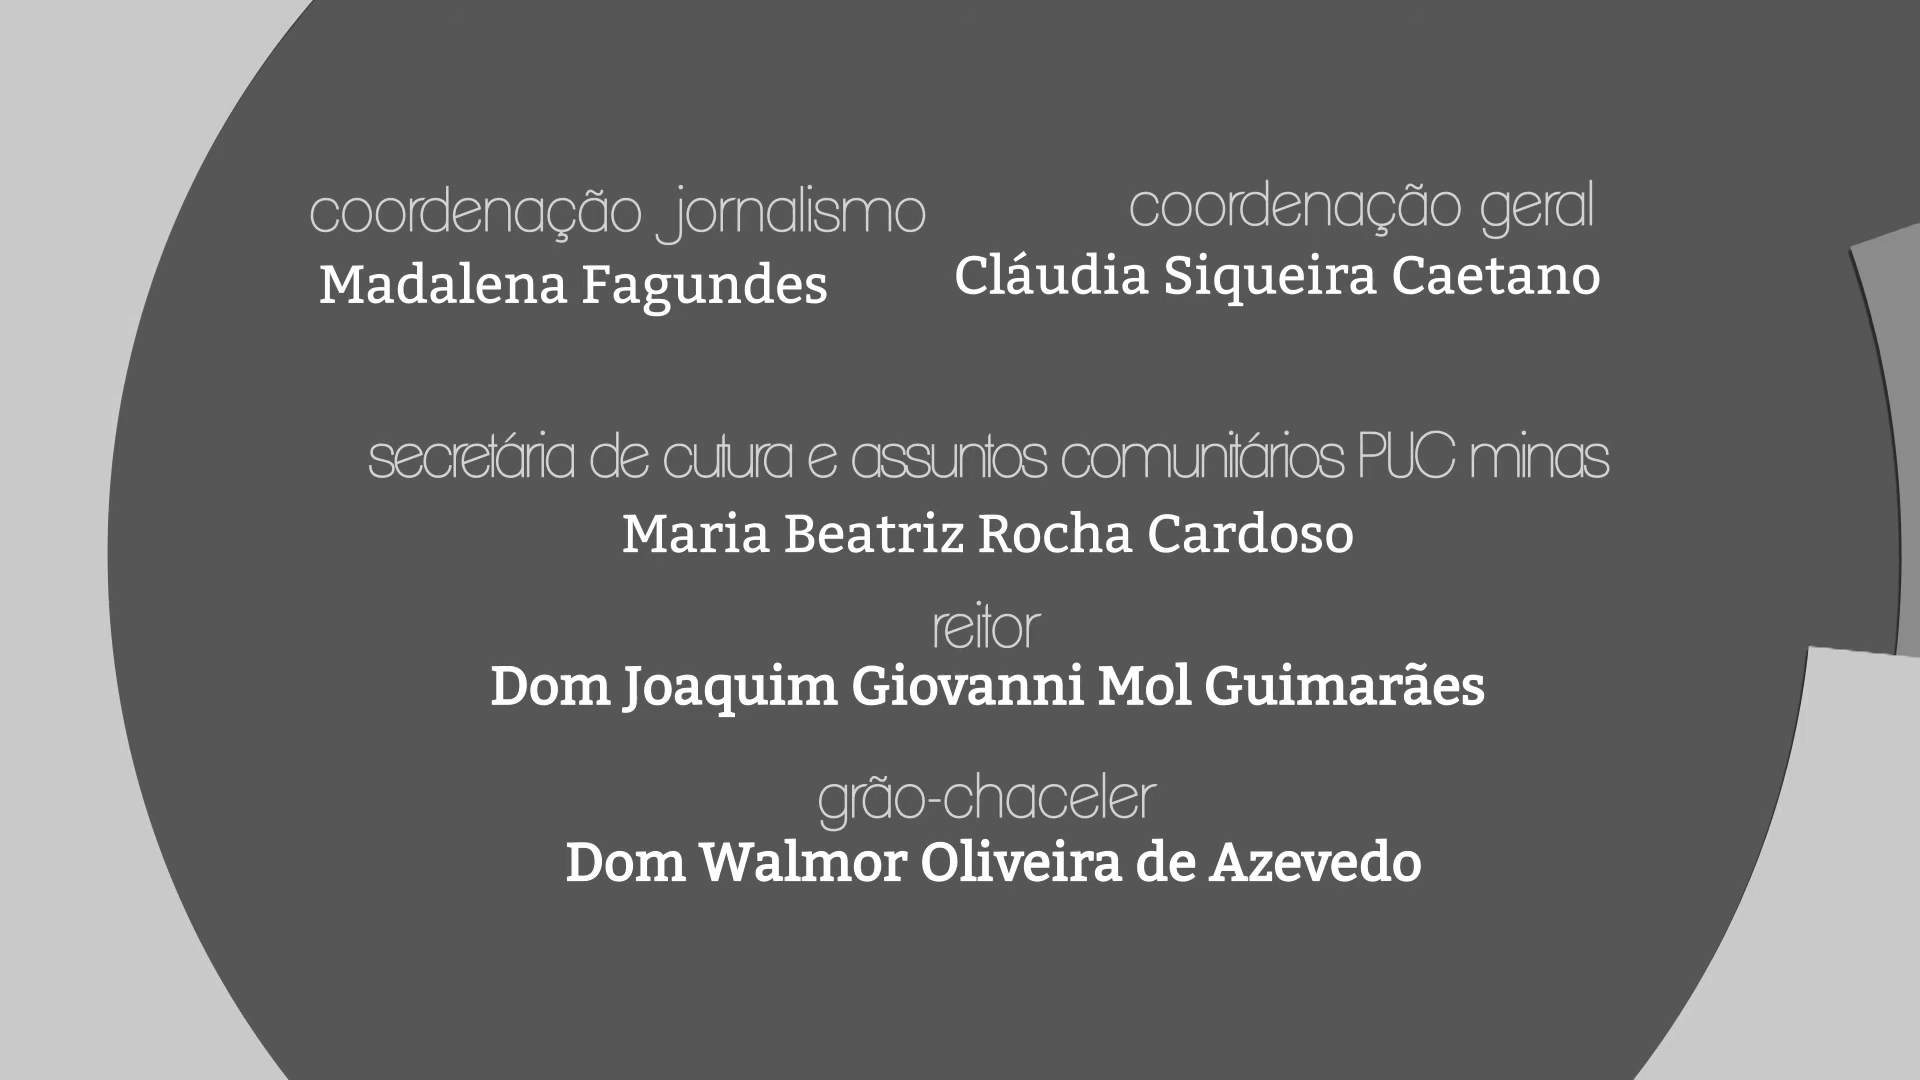 coordenação jornalismo
Madalena Fagundes
coordenação geral
Cláudia Siqueira Caetano
secretária de cutura e assuntos comunitários PUC minas
Maria Beatriz Rocha Cardoso
reitor
Dom Joaquim Giovanni Mol Guimarães
grão-chaceler
Dom Walmor Oliveira de Azevedo